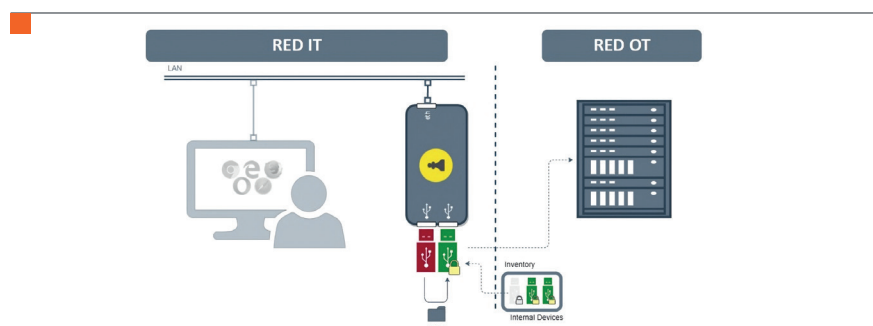 RED IT
RED OT
LAN
Inventory
Internal Devices